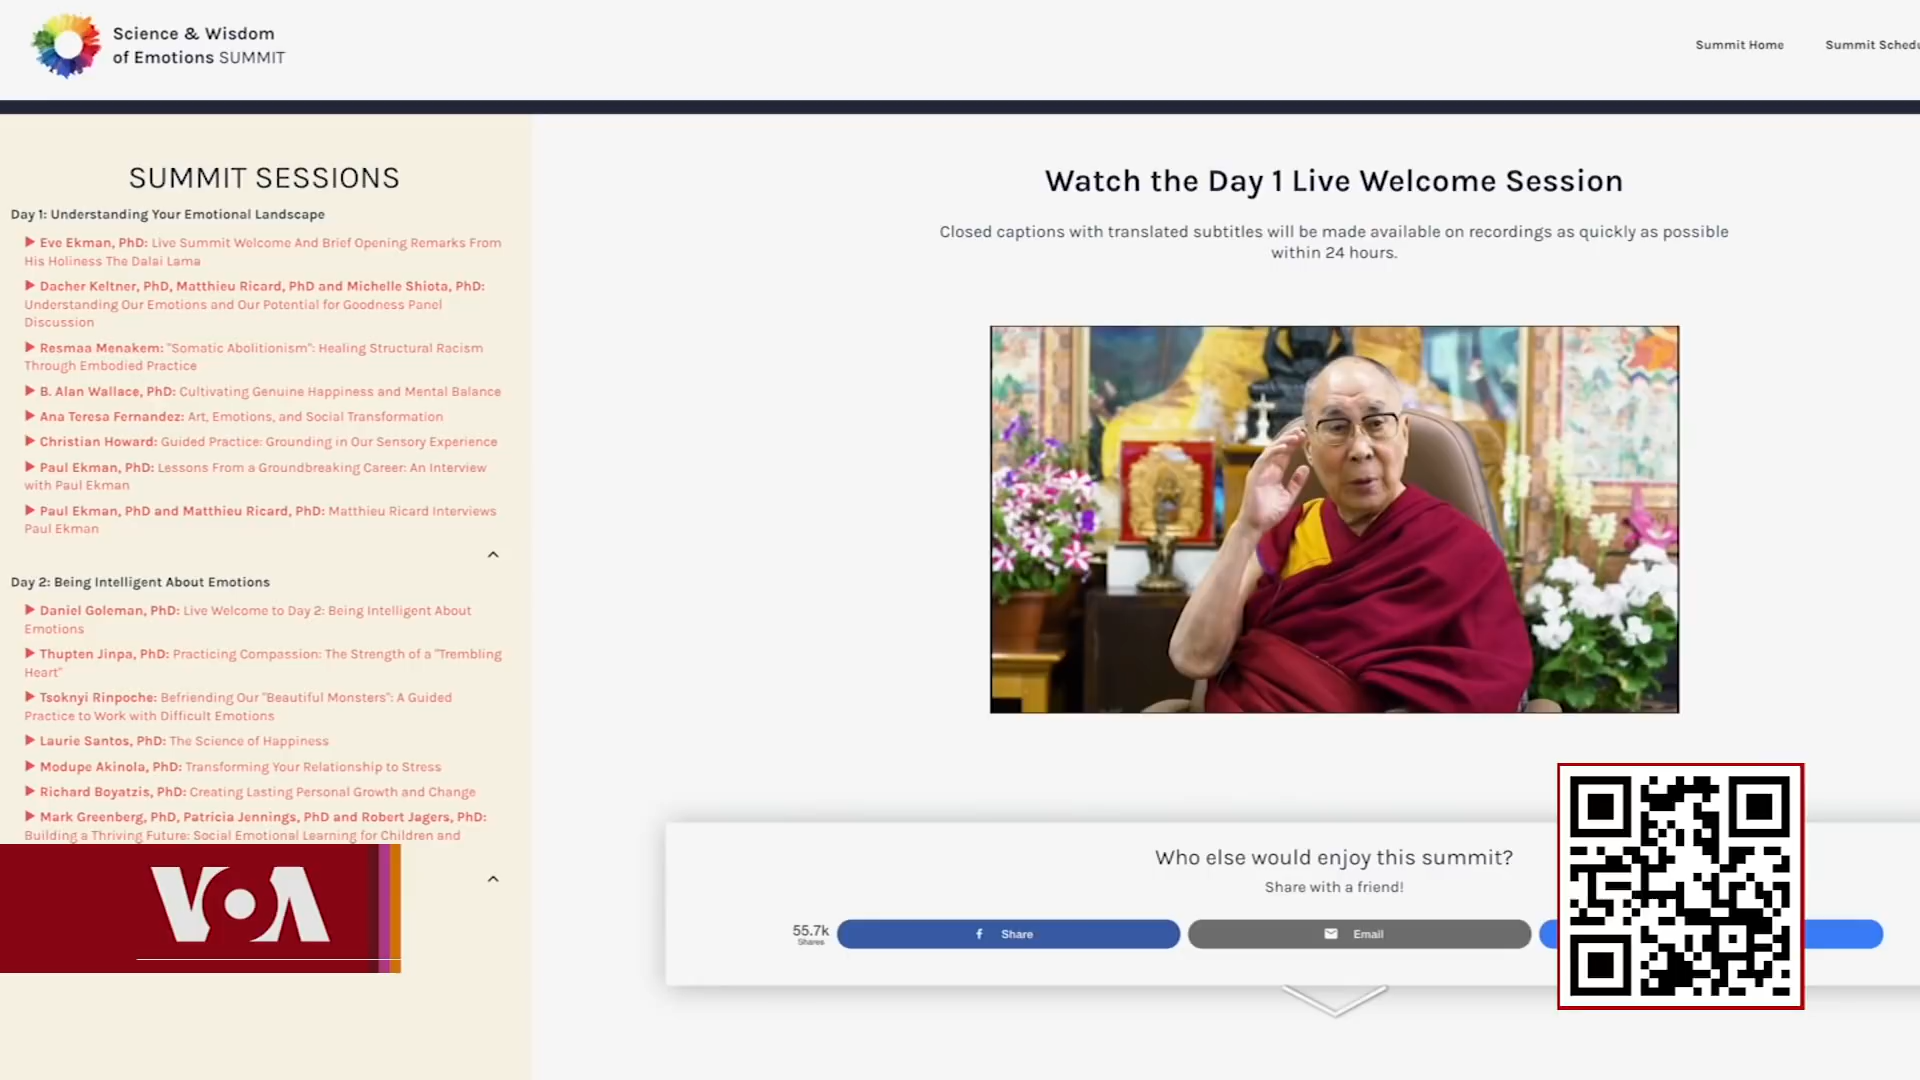 Science & Wisdom
of Emotions SUMMIT
Summit Home
SUMMIT SESSIONS
Day 1: Understanding Your Emotional Landscape
Eve Ekman, PhD: Live Summit Welcome And Brief Opening Remarks From
His Holiness The Dalai Lama
Dacher Keltner, PhD, Matthieu Ricard, PhD and Michelle Shiota, PhD:
Understanding Our Emotions and Our Potential for Goodness Panel
Discussion
Resmaa Menakem: "Somatic Abolitionism": Healing Structural Racism
Through Embodied Practice
B. Alan Wallace, PhD: Cultivating Genuine Happiness and Mental Balance
Ana Teresa Fernandez: Art, Emotions, and Social Transformation
Christian Howard: Guided Practice: Grounding in Our Sensory Experience
Paul Ekman, PhD: Lessons From a Groundbreaking Career: An Interview
with Paul Ekman
Paul Ekman, PhD and Matthieu Ricard, PhD: Matthieu Ricard Interviews
Paul Ekman
Day 2: Being Intelligent About Emotions
Daniel Goleman, PhD: Live Welcome to Day 2: Being Intelligent About
Emotions
Thupten Jinpa, PhD: Practicing Compassion: The Strength of a "Trembling
Heart"
Tsoknyi Rinpoche: Befriending Our "Beautiful Monsters": A Guided
Practice to Work with Difficult Emotions
Laurie Santos, PhD: The Science of Happiness
Modupe Akinola, PhD: Transforming Your Relationship to Stress
Richard Boyatzis, PhD: Creating Lasting Personal Growth and Change
Mark Greenberg, PhD, Patricia Jennings, PhD and Robert Jagers, PhD:
Building a Thriving Future: Social Emotional Learning for Children and
VOA
Watch the Day 1 Live Welcome Session
Closed captions with translated subtitles will be made available on recordings as quickly as possible
within 24 hours.
Who else would enjoy this summit?
Share with a friend!
55.7k
Shares
Share
Email